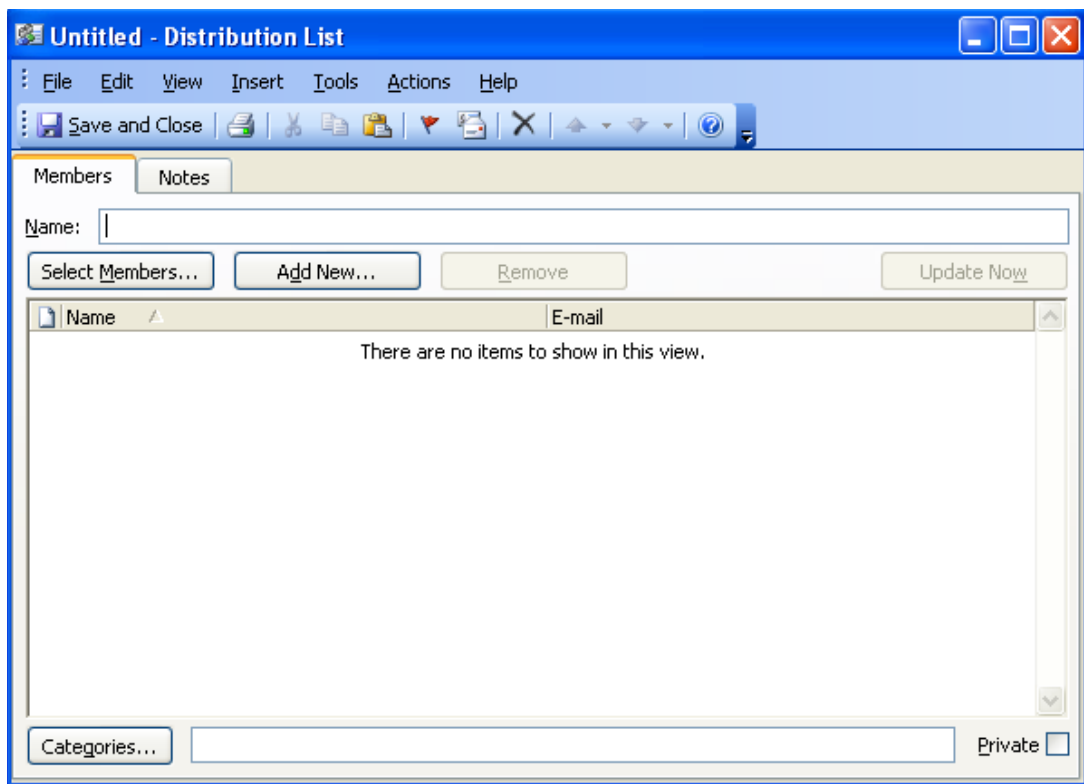 Untitled - Distribution List
File Edit View Insert Tools Actions Help
Save and Close
Members Notes
Name:
Select Members... Add New... Remove Update Now
Name E-mail
There are no items to show in this view.
Categories... Private